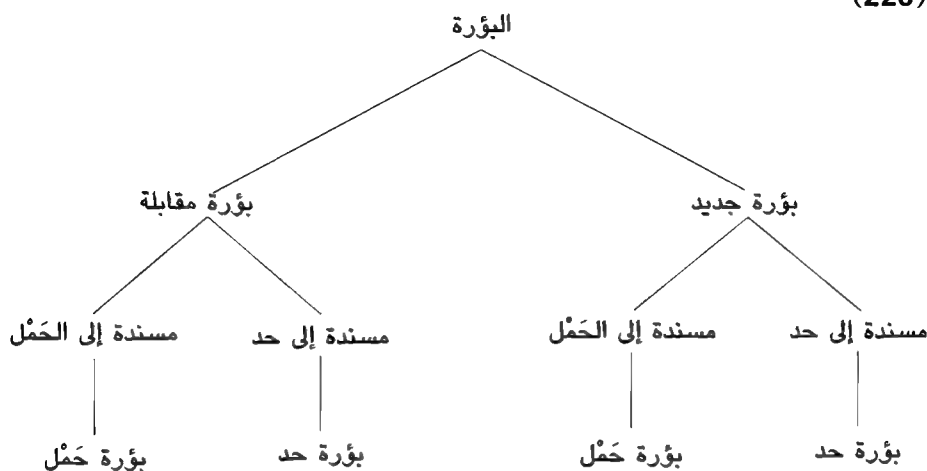 البؤرة
بؤرة جديد بؤرة مقابلة
مسندة إلى حد مسندة إلى الحَمْل مسندة إلى حد مسندة إلى الحَمْل
بؤرة حد بؤرة حَمْل بؤرة حد بؤرة حَمْل